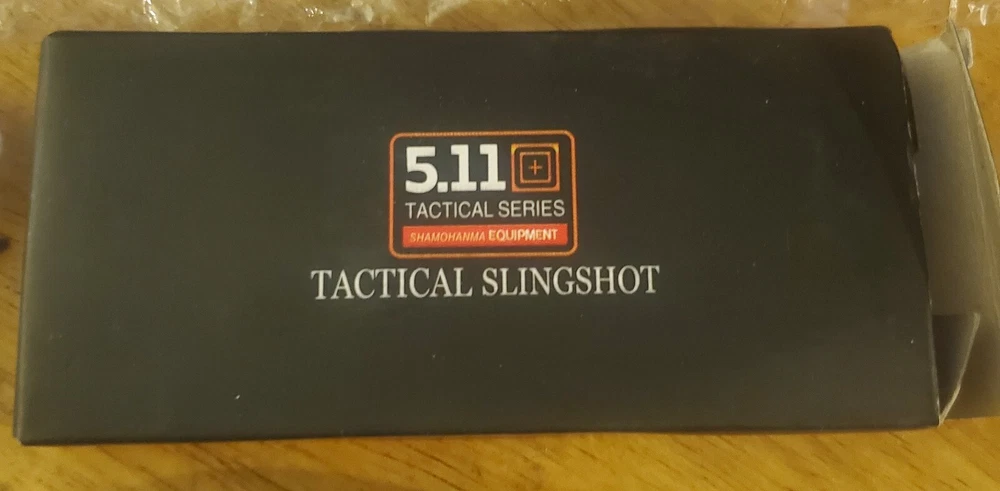 5.11
TACTICAL SERIES
SHAMOHANMA EQUIPMENT
TACTICAL SLINGSHOT